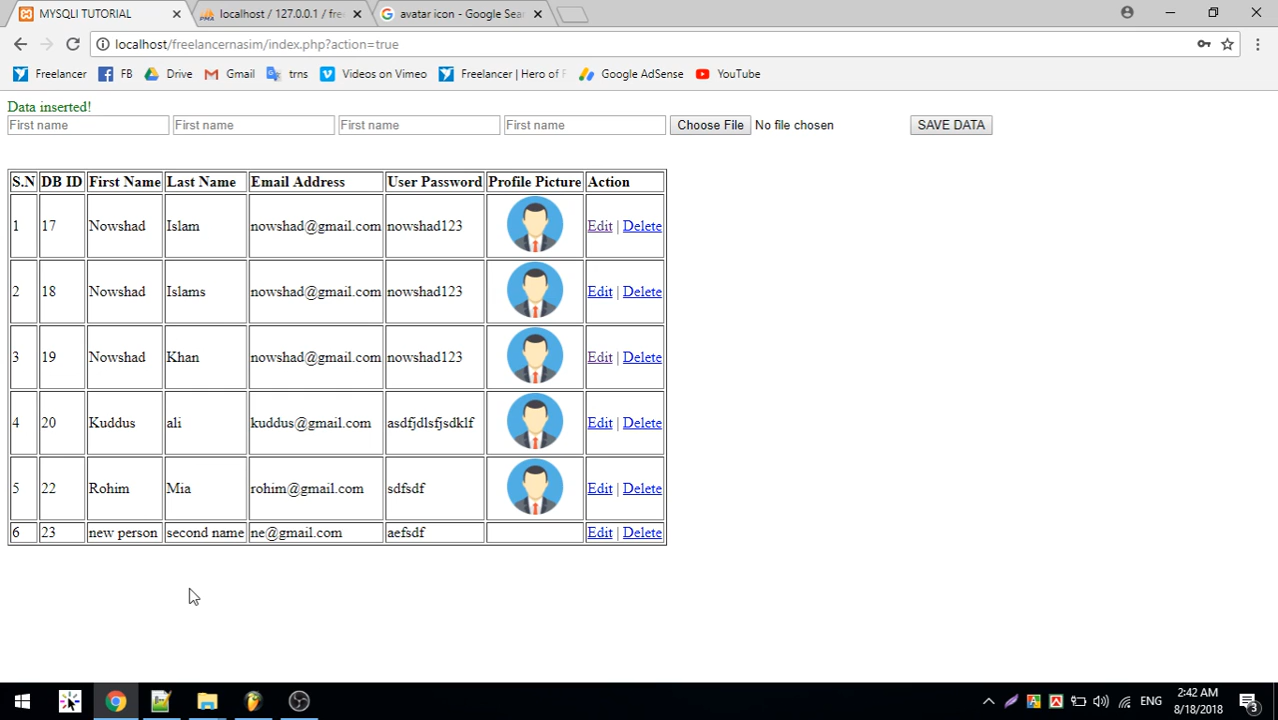 MYSQLI TUTORIAL
localhost / 127.0.0.1 / fre
avatar icon - Google Sear
localhost/freelancernasim/index.php?action=true
Freelancer FB Drive Gmail trns Videos on Vimeo Freelancer | Hero of F Google AdSense YouTube
Data inserted!
First name First name First name First name Choose File No file chosen SAVE DATA
S.N DB ID First Name Last Name Email Address User Password Profile Picture Action
1 17 Nowshad Islam nowshad@gmail.com nowshad123 Edit | Delete
2 18 Nowshad Islams nowshad@gmail.com nowshad123 Edit | Delete
3 19 Nowshad Khan nowshad@gmail.com nowshad123 Edit | Delete
4 20 Kuddus ali kuddus@gmail.com asdfjdlsfjsdklf Edit | Delete
5 22 Rohim Mia rohim@gmail.com sdfsdf Edit | Delete
6 23 new person second name ne@gmail.com aefsdf Edit | Delete
ENG
2:42 AM
8/18/2018
3